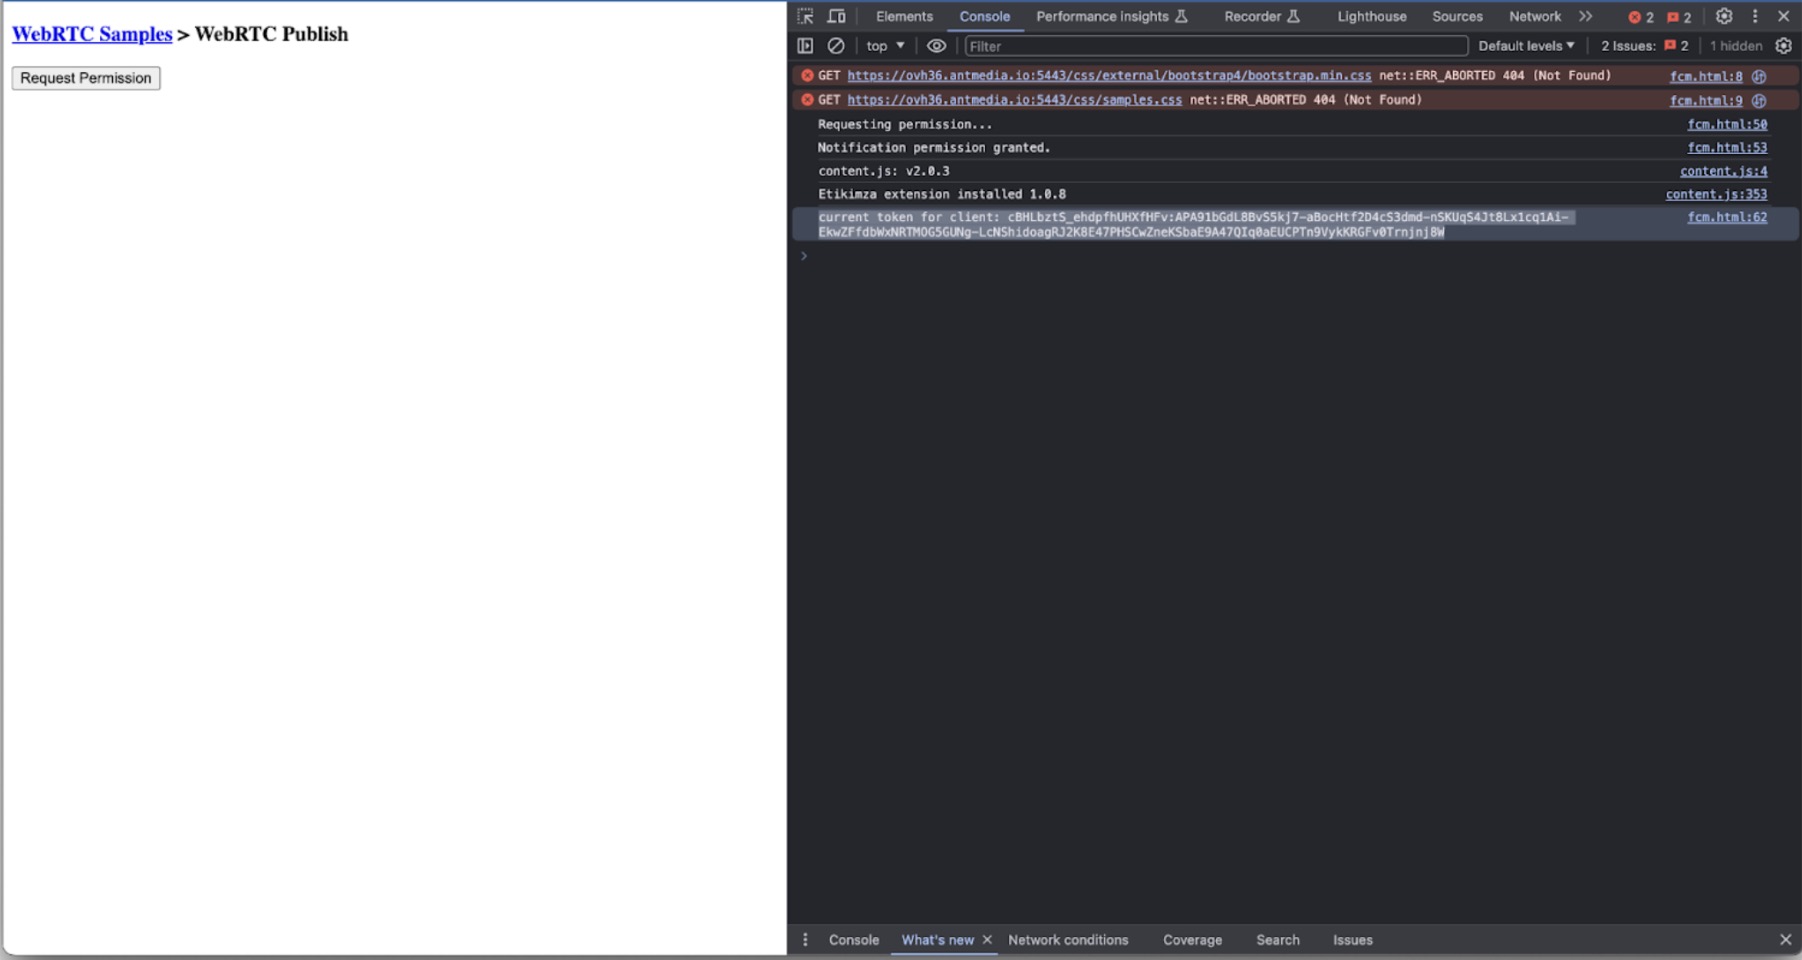 WebRTC Samples > WebRTC Publish
Request Permission
Elements Console Performance insights Recorder Lighthouse Sources Network 2 2
top Filter Default levels 2 Issues: 2 1 hidden
GET https://ovh36.antmedia.io:5443/css/external/bootstrap4/bootstrap.min.css net::ERR_ABORTED 404 (Not Found) fcm.html:8
GET https://ovh36.antmedia.io:5443/css/samples.css net::ERR_ABORTED 404 (Not Found) fcm.html:9
Requesting permission... fcm.html:50
Notification permission granted. fcm.html:53
content.js: v2.0.3 content.js:4
Etikimza extension installed 1.0.8 content.js:353
current token for client: cBHLbztS_ehdpfhUHXfHFv:APA91bGdL8BvS5kj7-aBocHtf2D4cS3dmd-nSKUqS4Jt8Lx1cq1Ai- fcm.html:62
EkwZFfdbWxNRTMOG5GUNg-LcNShidoagRJ2K8E47PHSCwZneKSbaE9A47QIq0aEUCPTn9VykKRGFv0Trnjnj8W
Console What's new Network conditions Coverage Search Issues